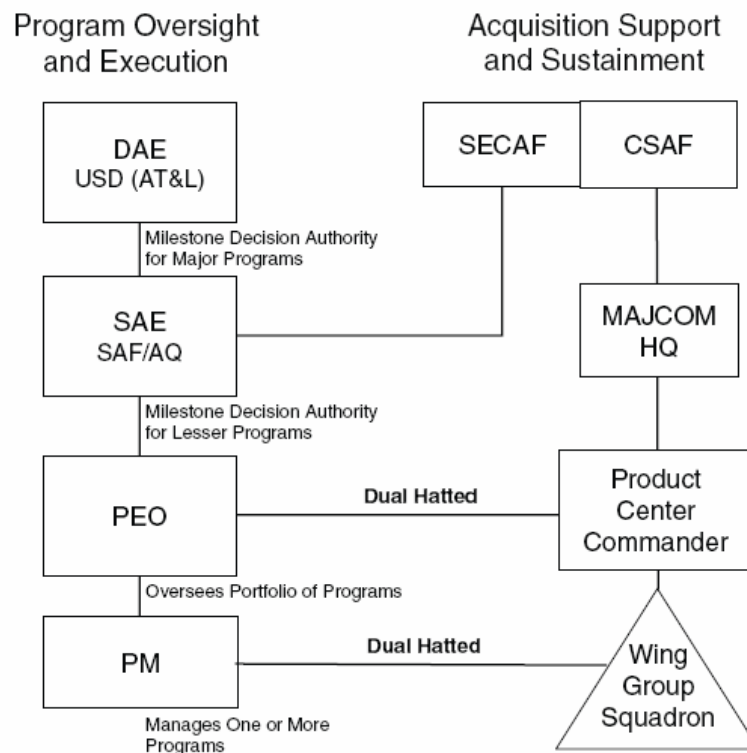 Program Oversight
and Execution
Acquisition Support
and Sustainment
DAE
USD (AT&L)
SECAF
CSAF
Milestone Decision Authority
for Major Programs
SAE
SAF/AQ
MAJCOM
HQ
Milestone Decision Authority
for Lesser Programs
PEO
Dual Hatted
Product
Center
Commander
Oversees Portfolio of Programs
PM
Dual Hatted
Wing
Group
Squadron
Manages One or More
Programs